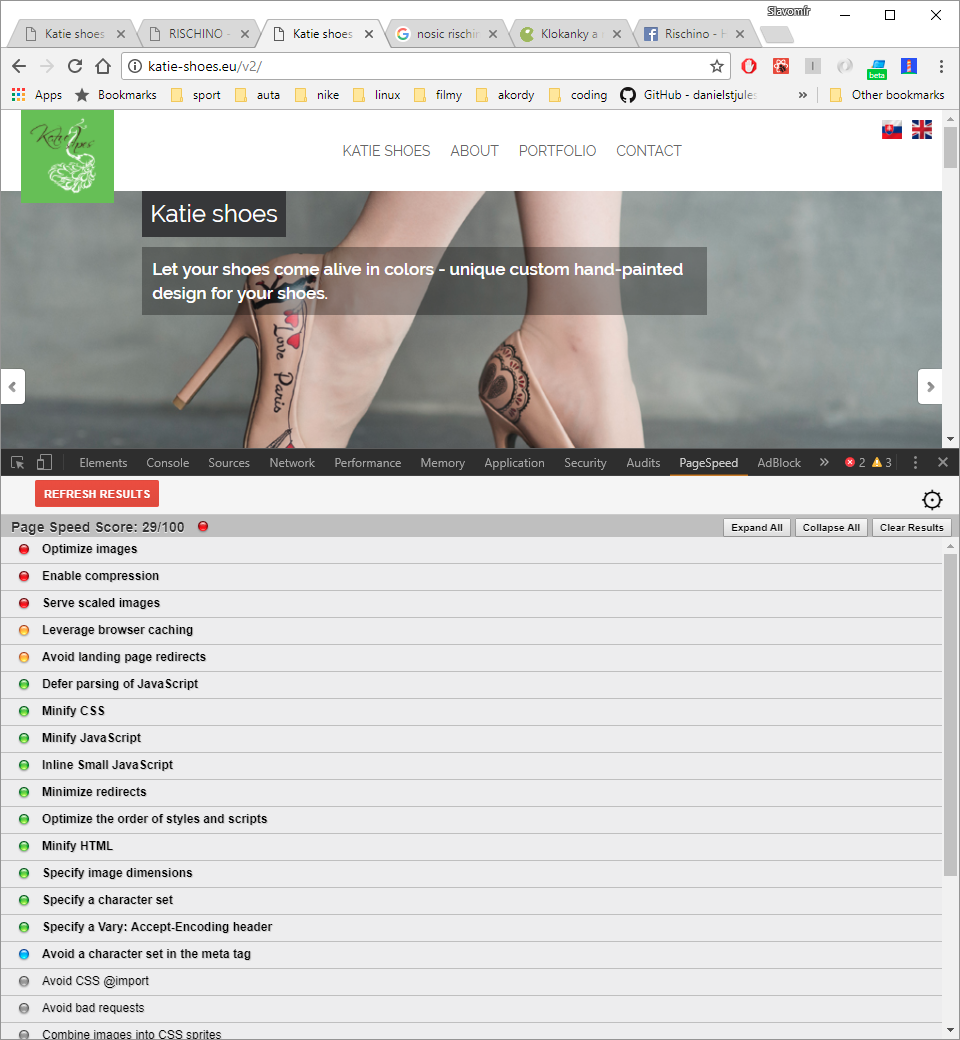 Slavomír
Katie shoes
RISCHINO -
Katie shoes
nosic rischin
Klokanky a
Rischino - H
katie-shoes.eu/v2/
Apps Bookmarks sport auta nike linux filmy akordy coding GitHub - danielstjules » Other bookmarks
beta
Katie Shoes
KATIE SHOES ABOUT PORTFOLIO CONTACT
Katie shoes
Let your shoes come alive in colors - unique custom hand-painted
design for your shoes.
Love Paris
Elements Console Sources Network Performance Memory Application Security Audits PageSpeed AdBlock » 2 3
REFRESH RESULTS
Page Speed Score: 29/100 Expand All Collapse All Clear Results
Optimize images
Enable compression
Serve scaled images
Leverage browser caching
Avoid landing page redirects
Defer parsing of JavaScript
Minify CSS
Minify JavaScript
Inline Small JavaScript
Minimize redirects
Optimize the order of styles and scripts
Minify HTML
Specify image dimensions
Specify a character set
Specify a Vary: Accept-Encoding header
Avoid a character set in the meta tag
Avoid CSS @import
Avoid bad requests
Combine images into CSS sprites